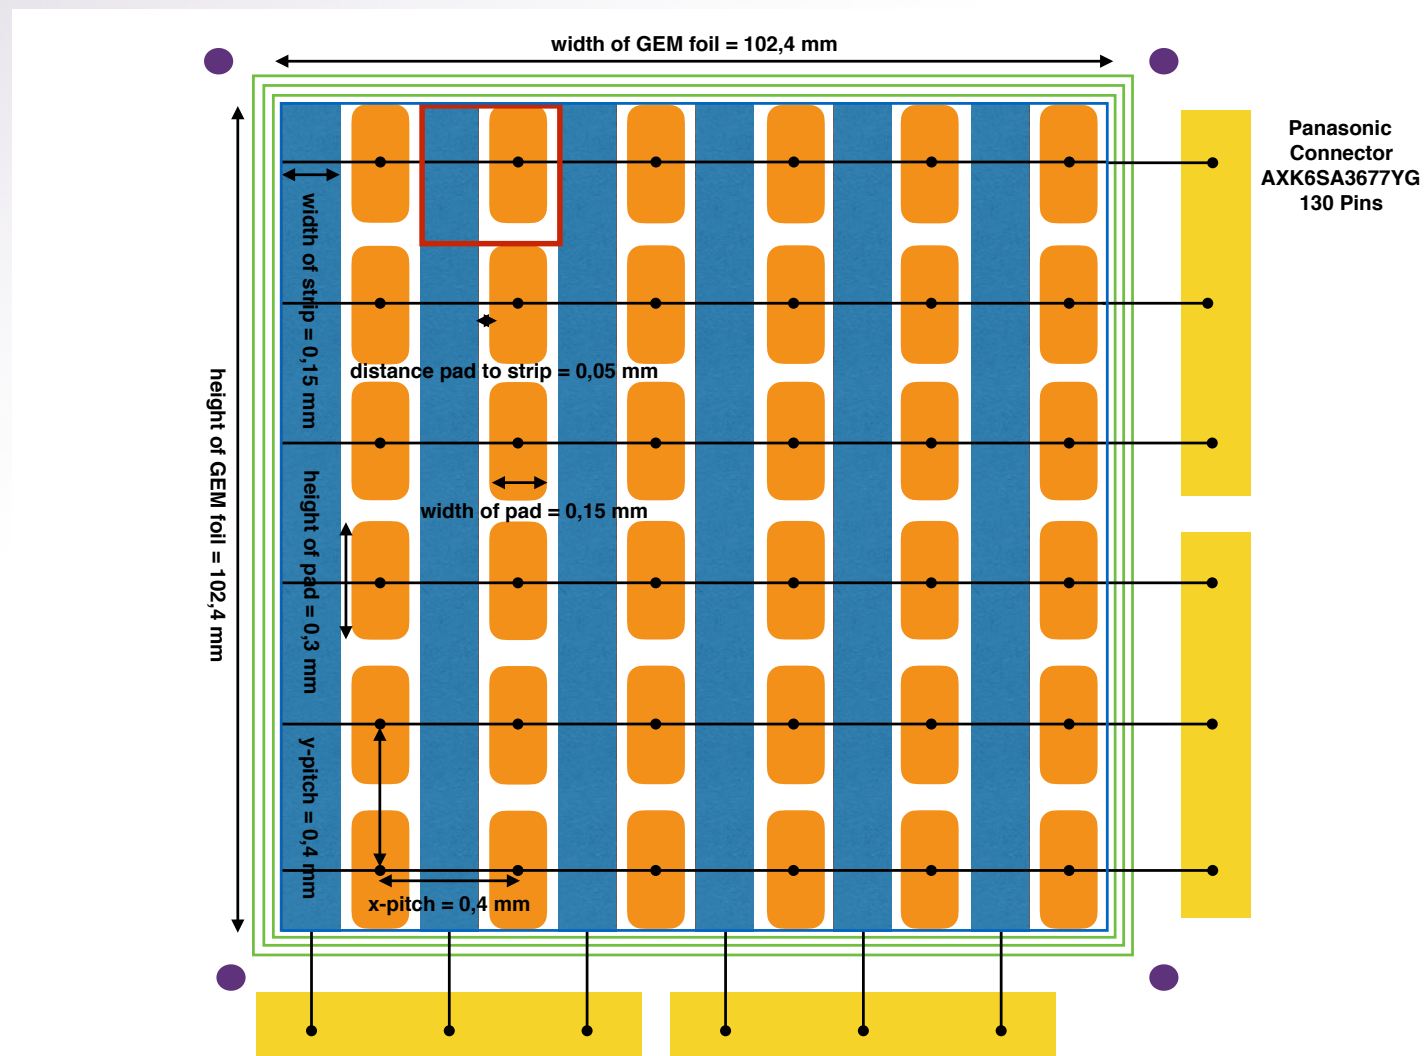 width of GEM foil = 102,4 mm
Panasonic
Connector
AXK6SA3677YG
130 Pins
width of strip = 0,15 mm
distance pad to strip = 0,05 mm
height of GEM foil = 102,4 mm
height of pad = 0,3 mm
width of pad = 0,15 mm
y-pitch = 0,4 mm
x-pitch = 0,4 mm